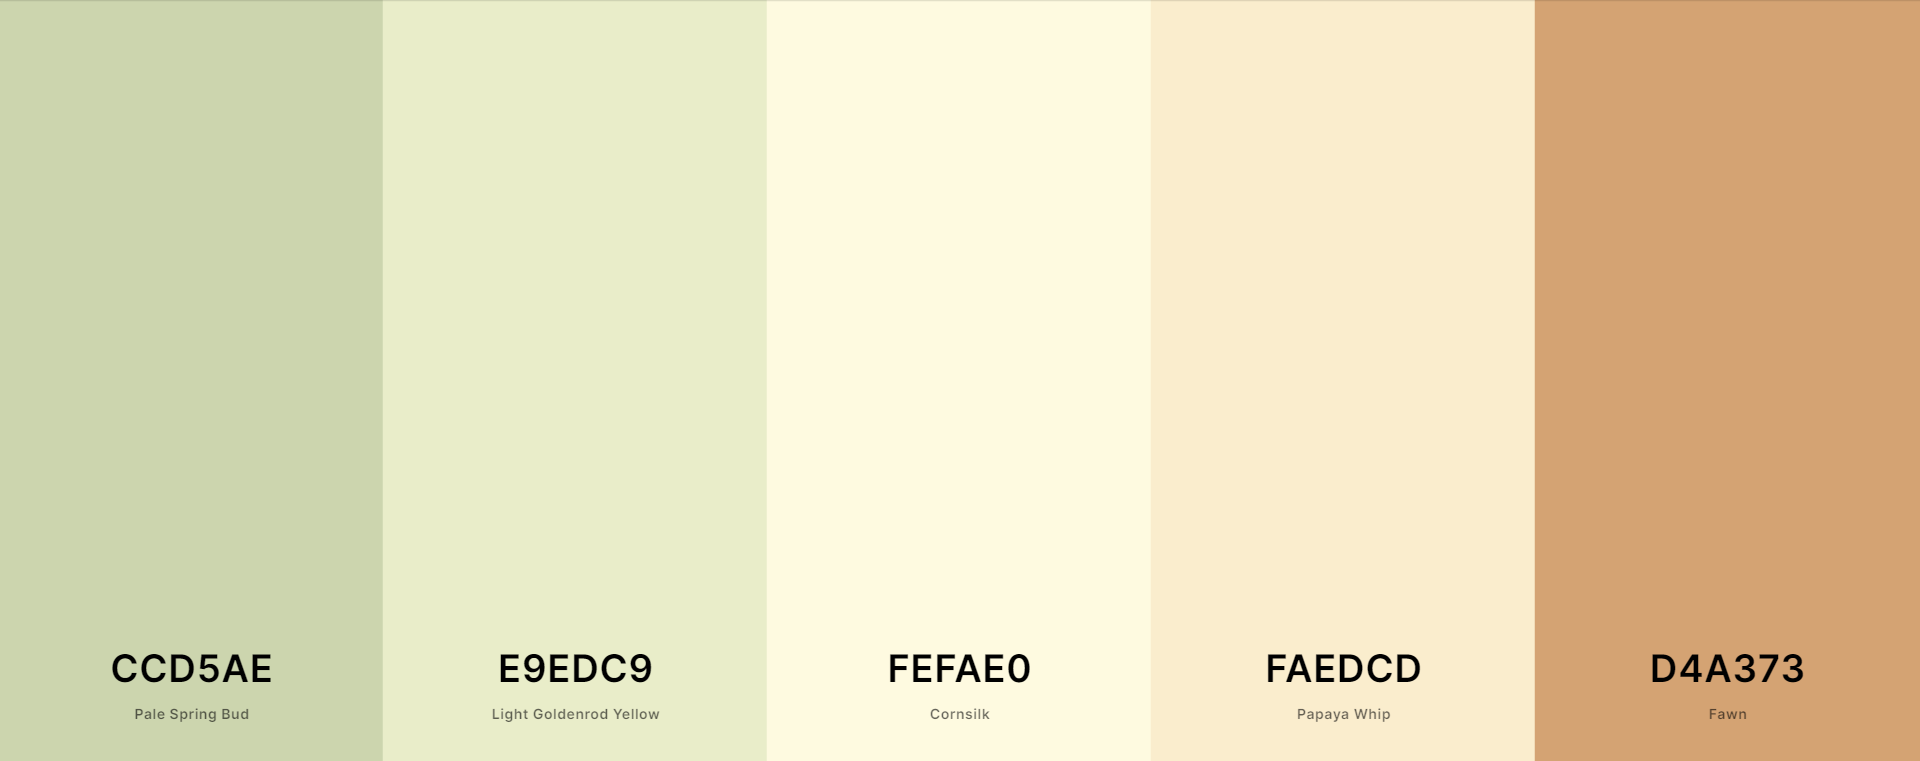 CCD5AE
Pale Spring Bud
E9EDC9
Light Goldenrod Yellow
FEFAE0
Cornsilk
FAEDCD
Papaya Whip
D4A373
Fawn